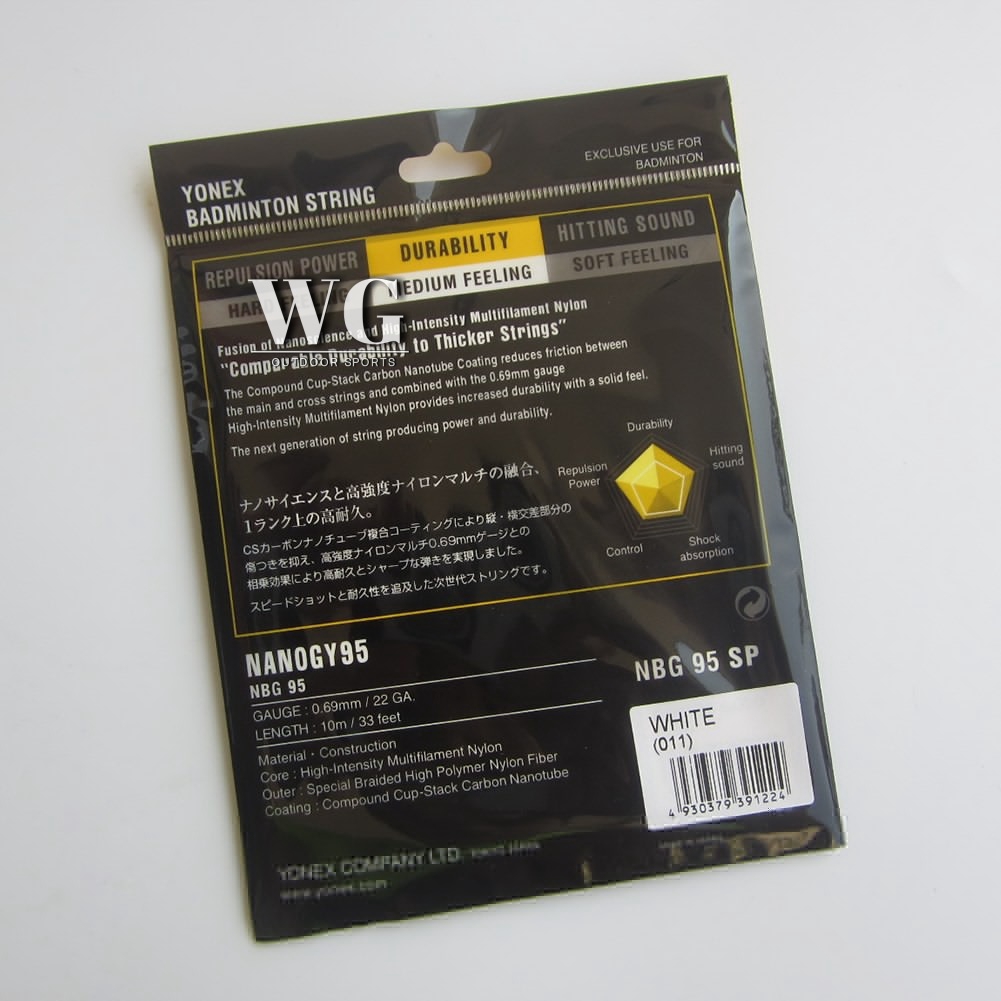 YONEX
BADMINTON STRING
EXCLUSIVE USE FOR
BADMINTON
REPULSION POWER
DURABILITY
HITTING SOUND
HARD
MEDIUM FEELING
SOFT FEELING
WG
OUTDOOR SPORTS
Fusion of Nanoscience and High-Intensity Multifilament Nylon
"Comparable Durability to Thicker Strings"
The Compound Cup-Stack Carbon Nanotube Coating reduces friction between
the main and cross strings and combined with the 0.69mm gauge
High-Intensity Multifilament Nylon provides increased durability with a solid feel.
The next generation of string producing power and durability.
Durability
Hitting
sound
Repulsion
Power
Control
Shock
absorption
ナノサイエンスと高強度ナイロンマルチの融合、
1ランク上の高耐久。
CSカーボンナノチューブ複合コーティングにより縦・横交差部分の
傷つきを抑え、高強度ナイロンマルチ0.69mmゲージとの
相乗効果により高耐久とシャープな弾きを実現しました。
スピードショットと耐久性を追及した次世代ストリングです。
NANOGY95
NBG 95
NBG 95 SP
GAUGE : 0.69mm / 22 GA.
LENGTH : 10m / 33 feet
Material・Construction
Core : High-Intensity Multifilament Nylon
Outer : Special Braided High Polymer Nylon Fiber
Coating : Compound Cup-Stack Carbon Nanotube
WHITE
(011)
4 930379 391224
YONEX COMPANY LTD.
www.yonex.com